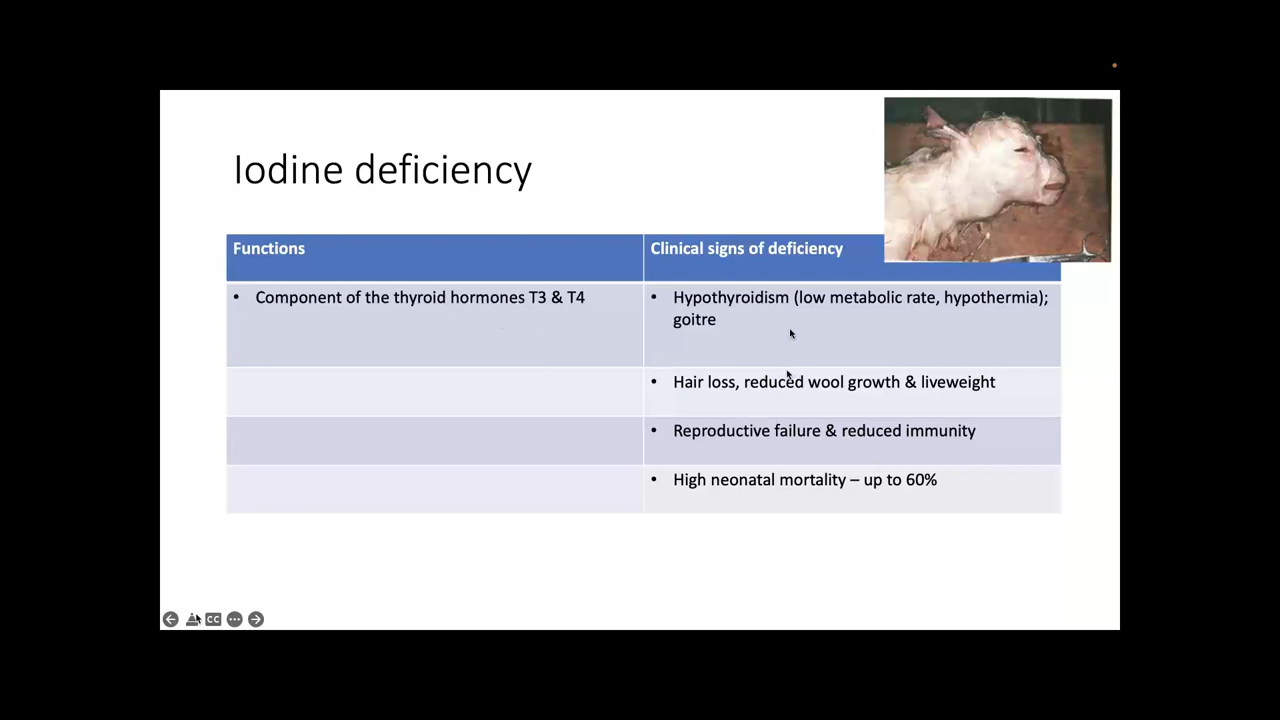 Iodine deficiency
Functions
Clinical signs of deficiency
• Component of the thyroid hormones T3 & T4
• Hypothyroidism (low metabolic rate, hypothermia);
goitre
• Hair loss, reduced wool growth & liveweight
• Reproductive failure & reduced immunity
• High neonatal mortality – up to 60%
CC